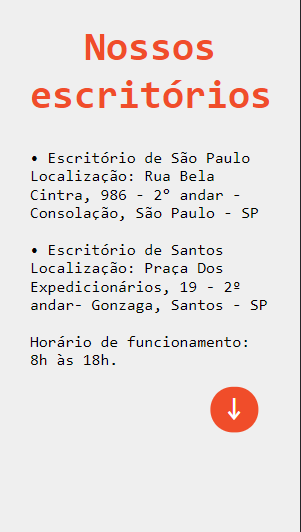 Nossos
escritórios
• Escritório de São Paulo
Localização: Rua Bela
Cintra, 986 - 2º andar -
Consolação, São Paulo - SP
• Escritório de Santos
Localização: Praça Dos
Expedicionários, 19 - 2º
andar- Gonzaga, Santos - SP
Horário de funcionamento:
8h às 18h.